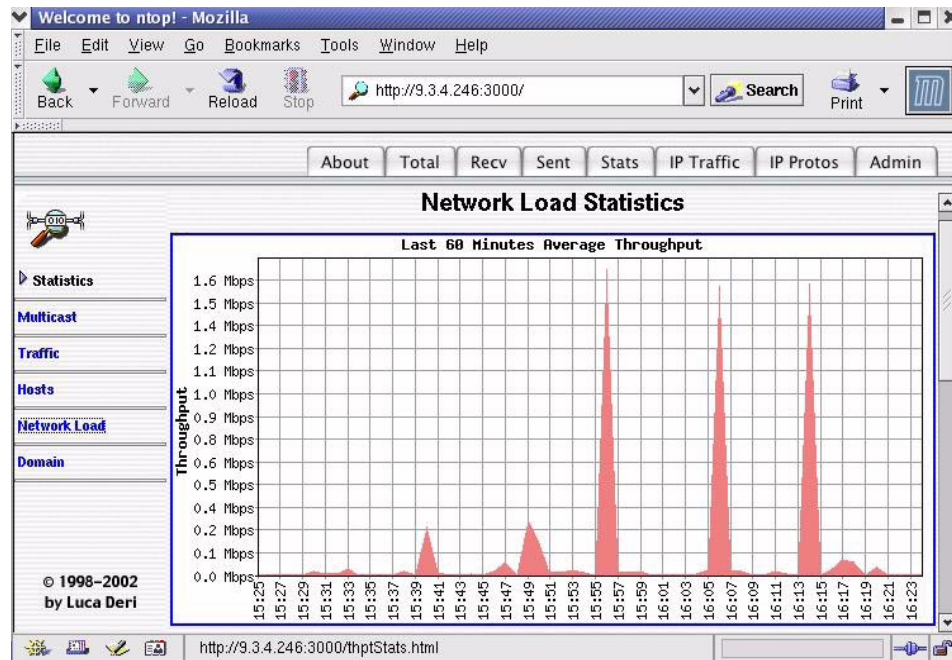 Welcome to ntop! - Mozilla
File Edit View Go Bookmarks Tools Window Help
Back Forward Reload Stop http://9.3.4.246:3000/ Search Print
About Total Recv Sent Stats IP Traffic IP Protos Admin
Network Load Statistics
Statistics
Multicast
Traffic
Hosts
Network Load
Domain
© 1998-2002
by Luca Deri
Last 60 Minutes Average Throughput
Throughput
1.6 Mbps
1.5 Mbps
1.4 Mbps
1.2 Mbps
1.1 Mbps
1.0 Mbps
0.9 Mbps
0.8 Mbps
0.6 Mbps
0.5 Mbps
0.4 Mbps
0.2 Mbps
0.1 Mbps
0.0 Mbps
15:25 15:27 15:29 15:31 15:33 15:35 15:37 15:39 15:41 15:43 15:45 15:47 15:49 15:51 15:53 15:55 15:57 15:59 16:01 16:03 16:05 16:07 16:09 16:11 16:13 16:15 16:17 16:19 16:21 16:23
http://9.3.4.246:3000/thptStats.html